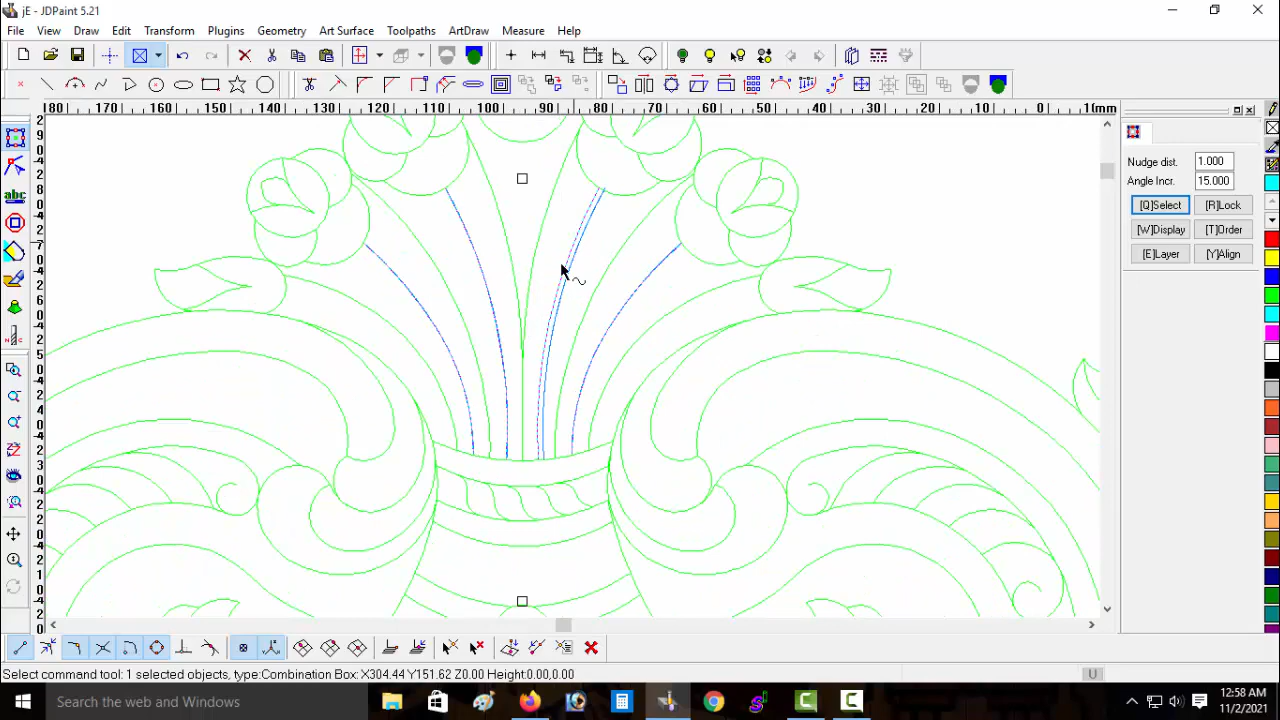 jE - JDPaint 5.21
File View Draw Edit Transform Plugins Geometry Art Surface Toolpaths ArtDraw Measure Help
180 170 160 150 140 130 120 110 100 90 80 70 60 50 40 30 20 10 0 1(mm
Nudge dist. 1.000
Angle Incr. 15.000
[Q]Select [R]Lock
[W]Display [T]Order
[E]Layer [Y]Align
abc
Select command tool: 1 selected objects, type:Combination Box: X304.44 Y151.62 Z0.00 Height:0.00,0.00
U
Search the web and Windows
12:58 AM
11/2/2021